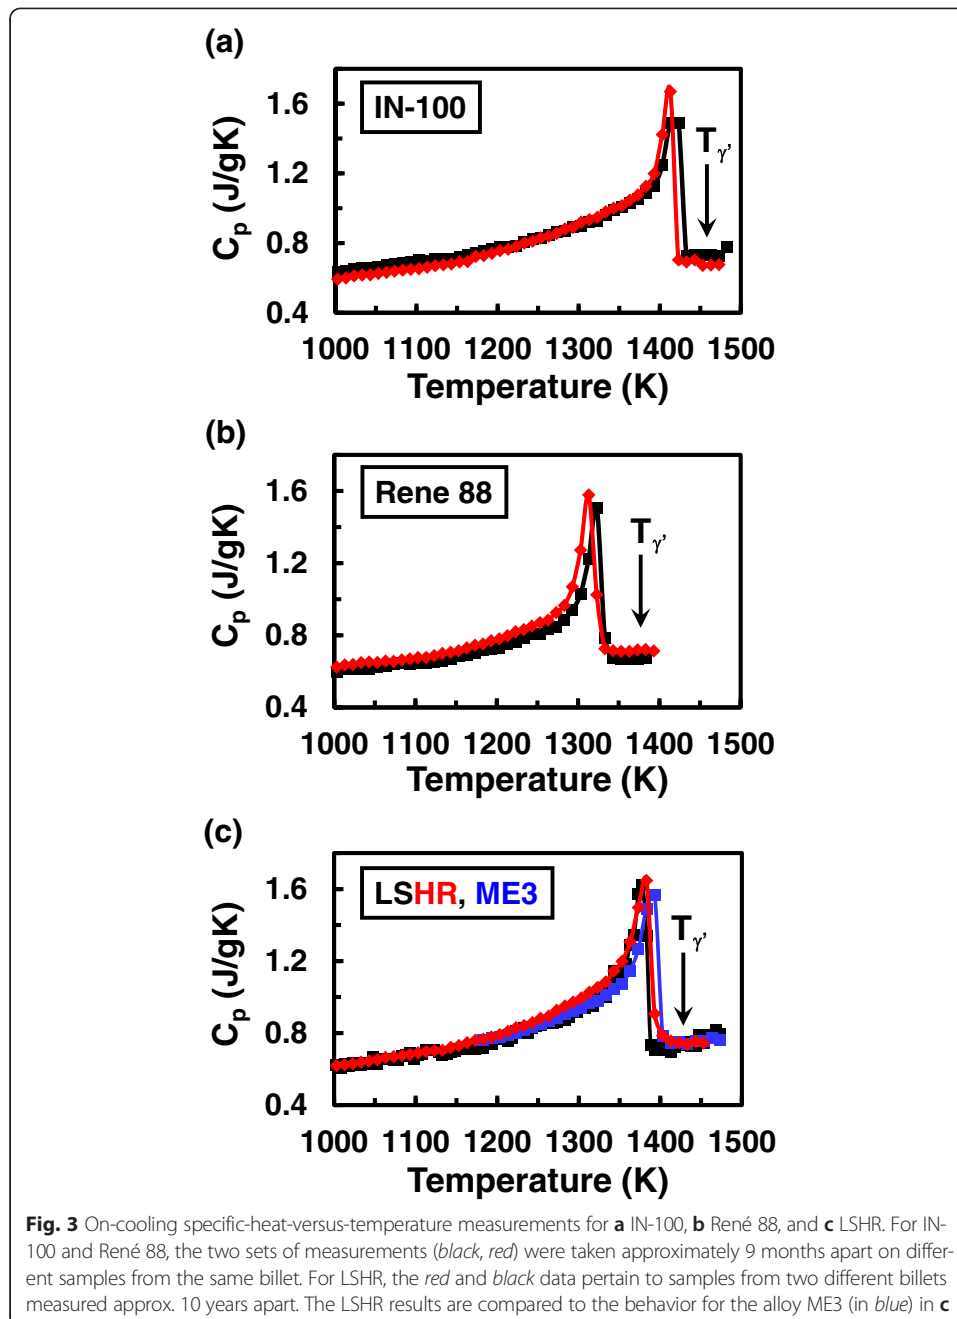 (a)
IN-100
C_p (J/gK)
1.6
1.2
0.8
0.4
T_γ'
1000 1100 1200 1300 1400 1500
Temperature (K)
(b)
Rene 88
C_p (J/gK)
1.6
1.2
0.8
0.4
T_γ'
1000 1100 1200 1300 1400 1500
Temperature (K)
(c)
LSHR, ME3
C_p (J/gK)
1.6
1.2
0.8
0.4
T_γ'
1000 1100 1200 1300 1400 1500
Temperature (K)
Fig. 3 On-cooling specific-heat-versus-temperature measurements for a IN-100, b René 88, and c LSHR. For IN-
100 and René 88, the two sets of measurements (black, red) were taken approximately 9 months apart on differ-
ent samples from the same billet. For LSHR, the red and black data pertain to samples from two different billets
measured approx. 10 years apart. The LSHR results are compared to the behavior for the alloy ME3 (in blue) in c